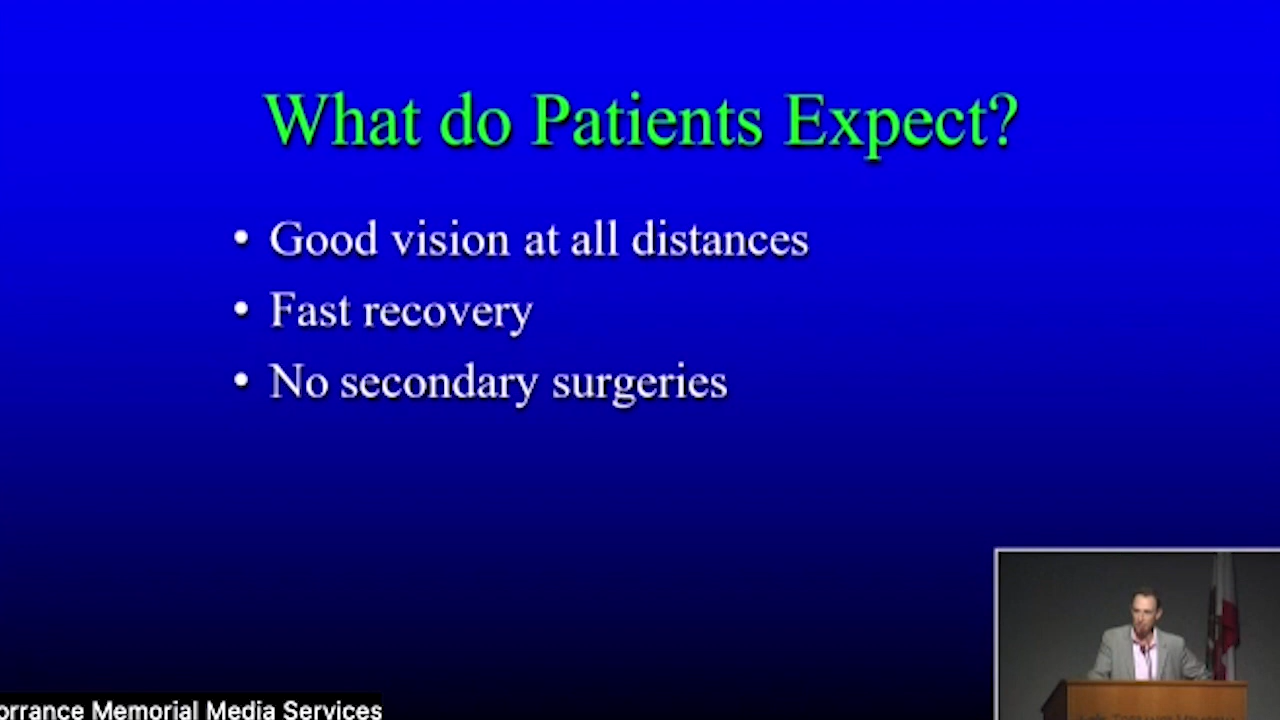 What do Patients Expect?
• Good vision at all distances
• Fast recovery
• No secondary surgeries
orrance Memorial Media Services